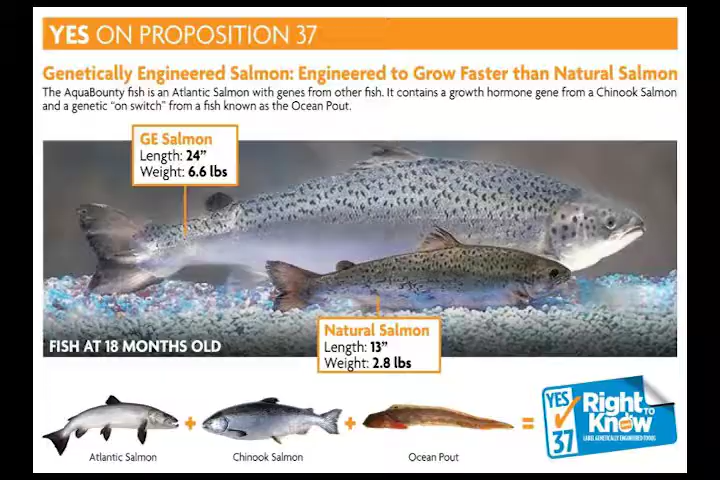 YES ON PROPOSITION 37
Genetically Engineered Salmon: Engineered to Grow Faster than Natural Salmon
The AquaBounty fish is an Atlantic Salmon with genes from other fish. It contains a growth hormone gene from a Chinook Salmon
and a genetic “on switch” from a fish known as the Ocean Pout.
GE Salmon
Length: 24”
Weight: 6.6 lbs
Natural Salmon
Length: 13”
Weight: 2.8 lbs
FISH AT 18 MONTHS OLD
Atlantic Salmon
+
Chinook Salmon
+
Ocean Pout
=
YES
37
Right
TO
Know
LABEL GENETICALLY ENGINEERED FOODS